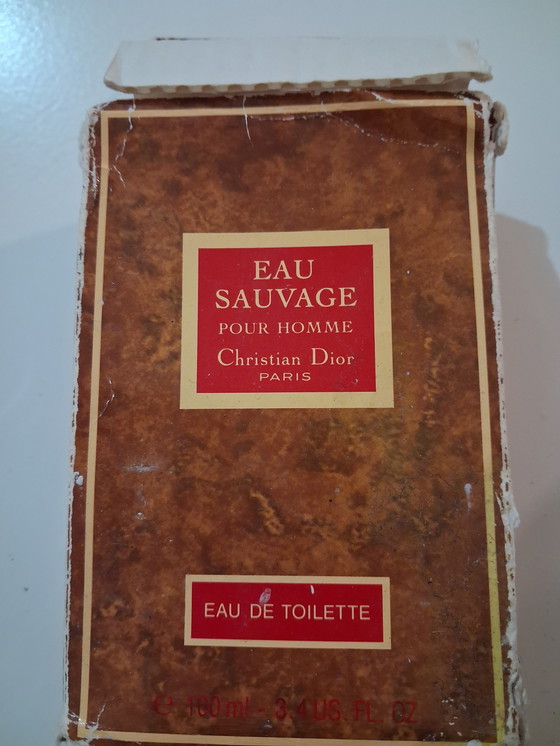 EAU
SAUVAGE
POUR HOMME
Christian Dior
PARIS
EAU DE TOILETTE
℮ 100 ml - 3.4 US. FL. OZ.